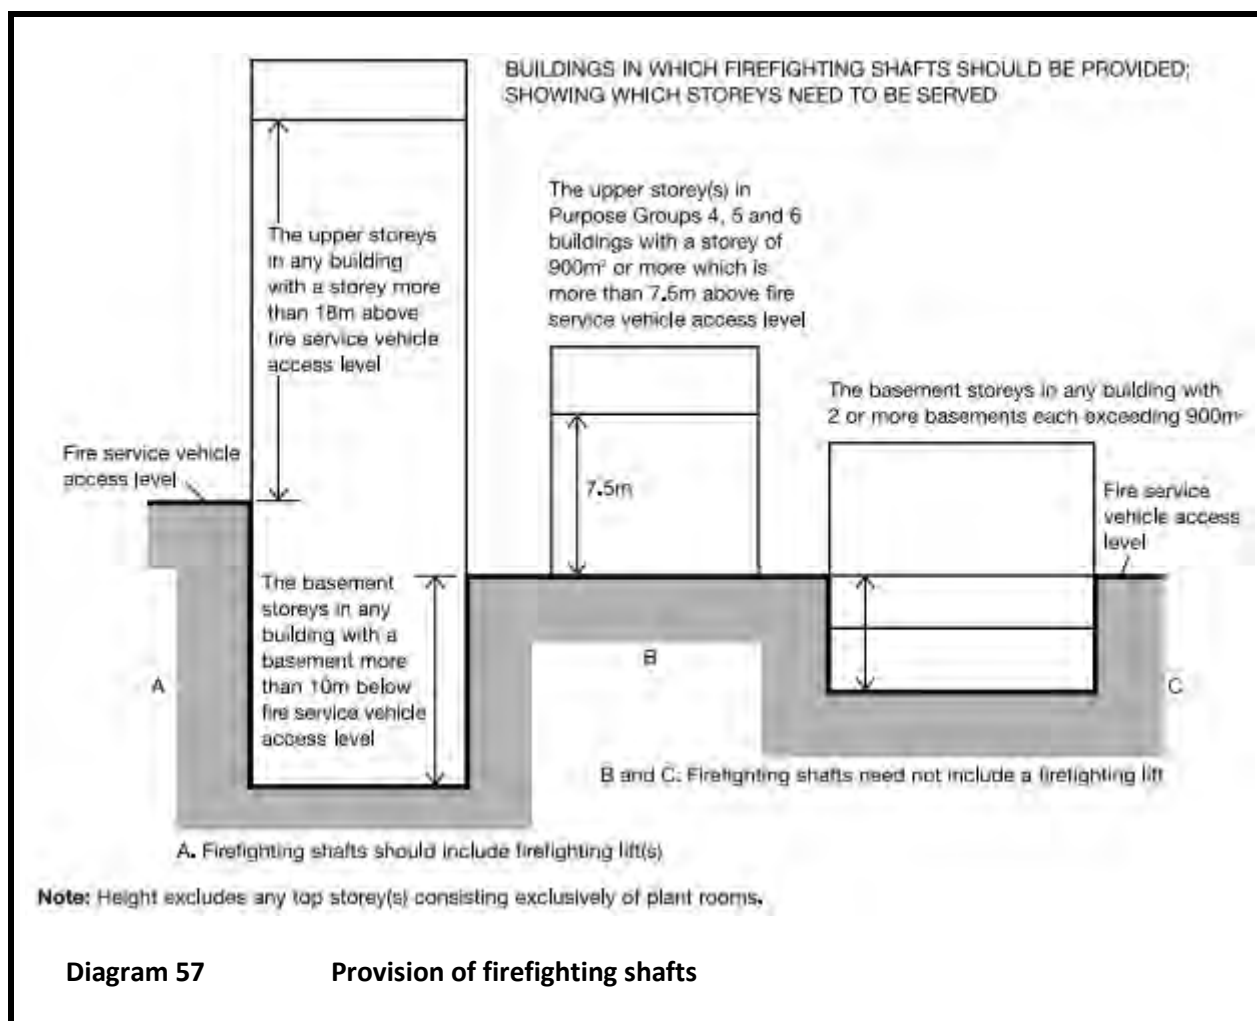 BUILDINGS IN WHICH FIREFIGHTING SHAFTS SHOULD BE PROVIDED;
SHOWING WHICH STOREYS NEED TO BE SERVED
The upper storeys
in any building
with a storey more
than 18m above
fire service vehicle
access level
The upper storey(s) in
Purpose Groups 4, 5 and 6
buildings with a storey of
900m² or more which is
more than 7.5m above fire
service vehicle access level
The basement storeys in any building with
2 or more basements each exceeding 900m²
Fire service vehicle
access level
7.5m
Fire service
vehicle access
level
The basement
storeys in any
building with a
basement more
than 10m below
fire service vehicle
access level
A
B
C
B and C. Firefighting shafts need not include a firefighting lift
A. Firefighting shafts should include firefighting lift(s)
Note: Height excludes any top storey(s) consisting exclusively of plant rooms.
Diagram 57 Provision of firefighting shafts